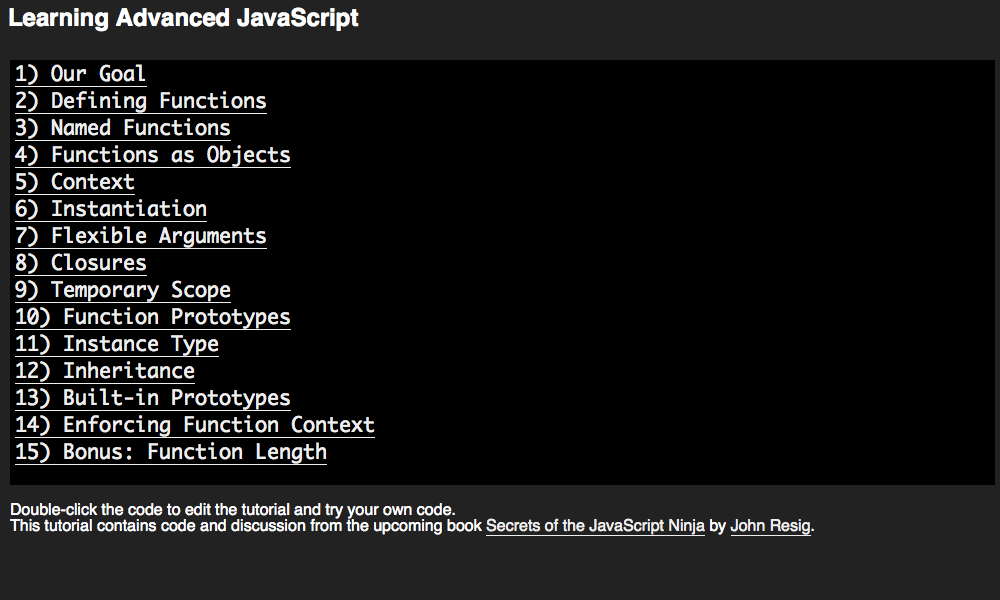 Learning Advanced JavaScript
1) Our Goal
2) Defining Functions
3) Named Functions
4) Functions as Objects
5) Context
6) Instantiation
7) Flexible Arguments
8) Closures
9) Temporary Scope
10) Function Prototypes
11) Instance Type
12) Inheritance
13) Built-in Prototypes
14) Enforcing Function Context
15) Bonus: Function Length
Double-click the code to edit the tutorial and try your own code.
This tutorial contains code and discussion from the upcoming book Secrets of the JavaScript Ninja by John Resig.